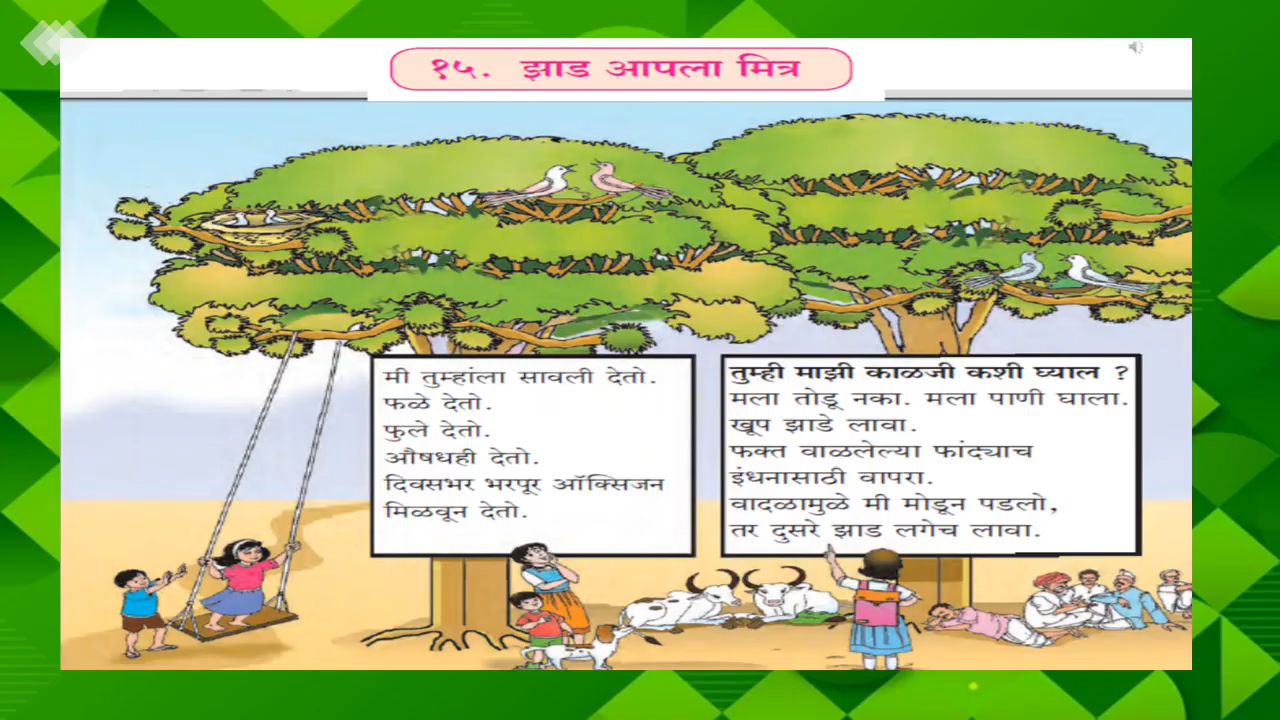 १५. झाड आपला मित्र
मी तुम्हांला सावली देतो.
फळे देतो.
फुले देतो.
औषधही देतो.
दिवसभर भरपूर ऑक्सिजन
मिळवून देतो.
तुम्ही माझी काळजी कशी घ्याल ?
मला तोडू नका. मला पाणी घाला.
खूप झाडे लावा.
फक्त वाळलेल्या फांद्याच
इंधनासाठी वापरा.
वादळामुळे मी मोडून पडलो,
तर दुसरे झाड लगेच लावा.